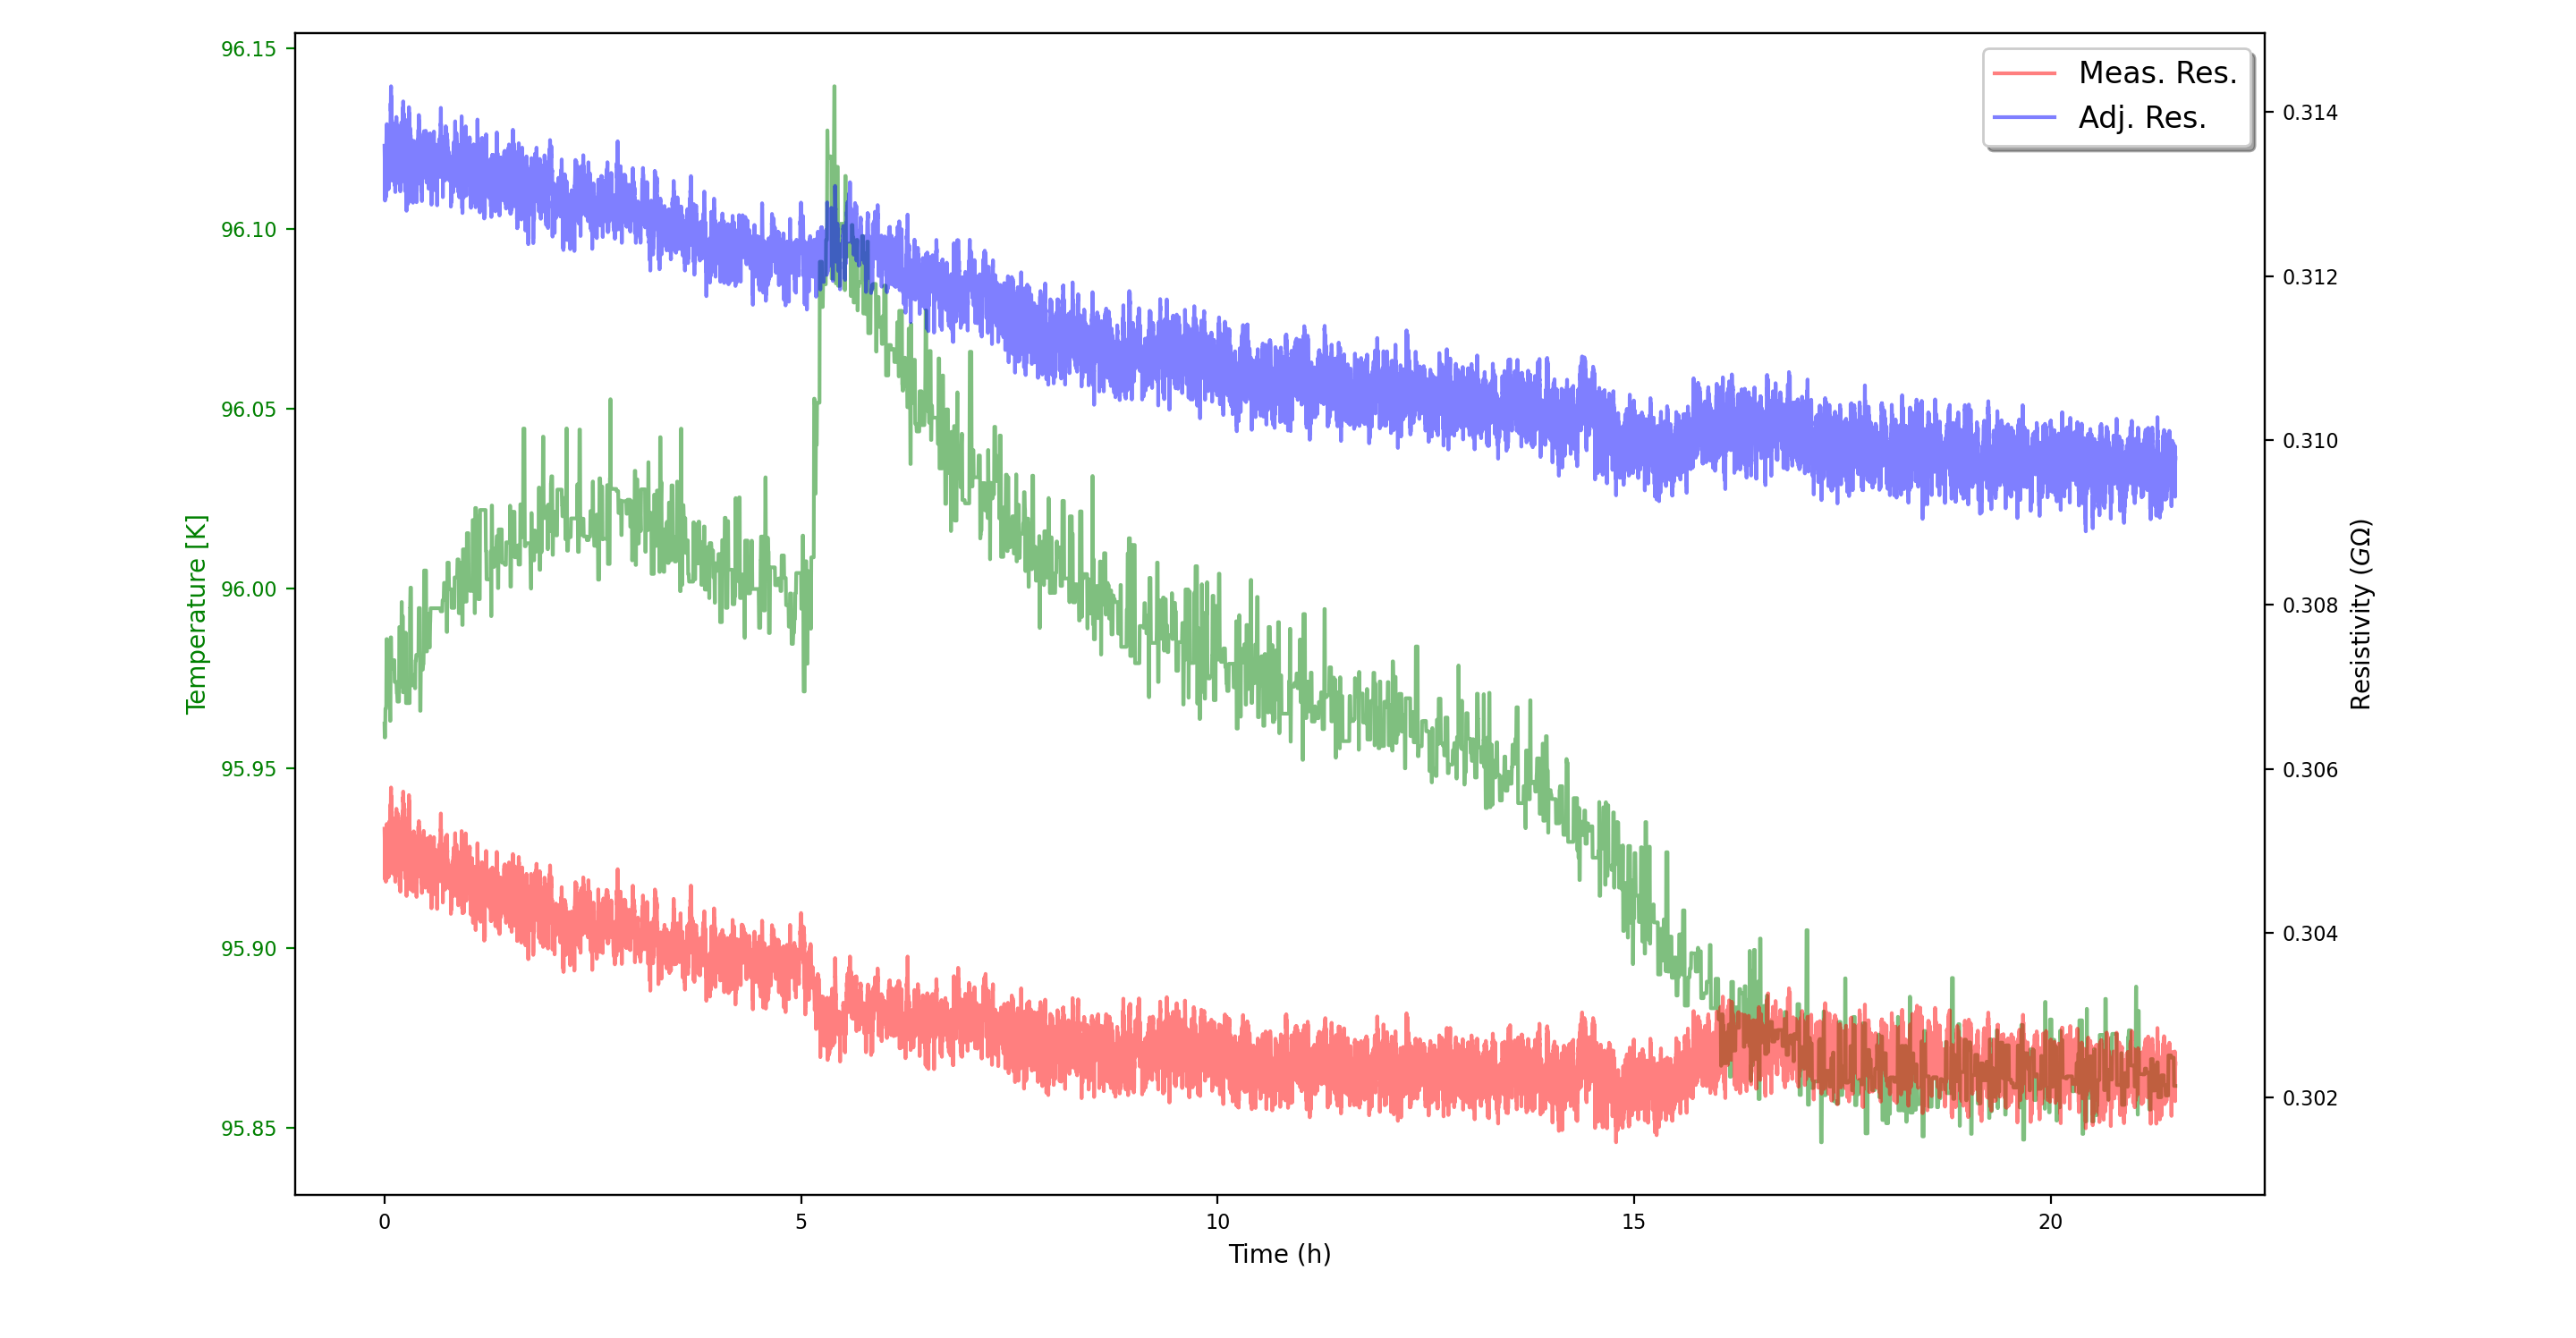 Temperature [K]
96.15
96.10
96.05
96.00
95.95
95.90
95.85
Meas. Res.
Adj. Res.
0.314
0.312
0.310
0.308
0.306
0.304
0.302
Resistivity (GΩ)
0 5 10 15 20
Time (h)